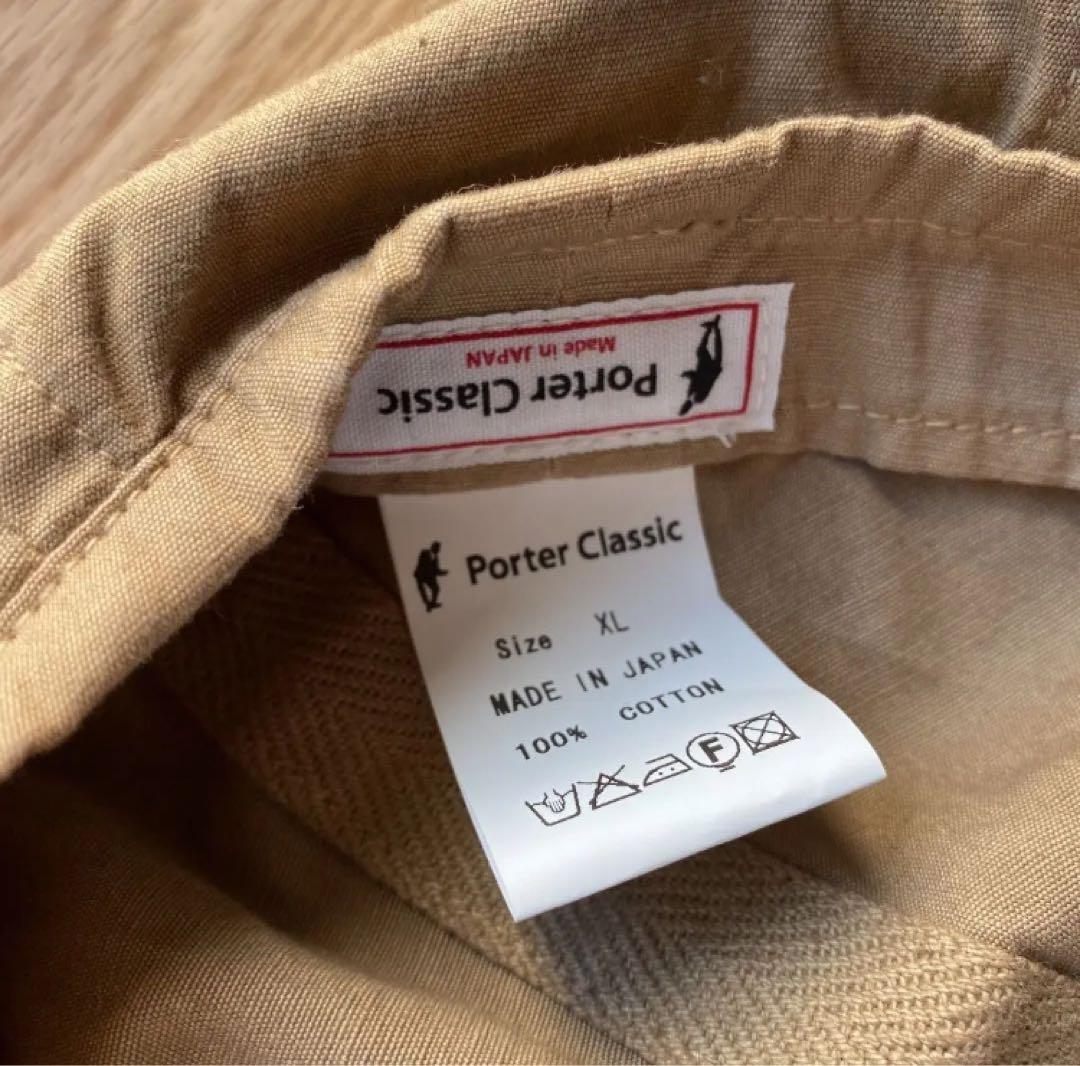 Porter Classic
Made in JAPAN
Porter Classic
Size XL
MADE IN JAPAN
100% COTTON
F